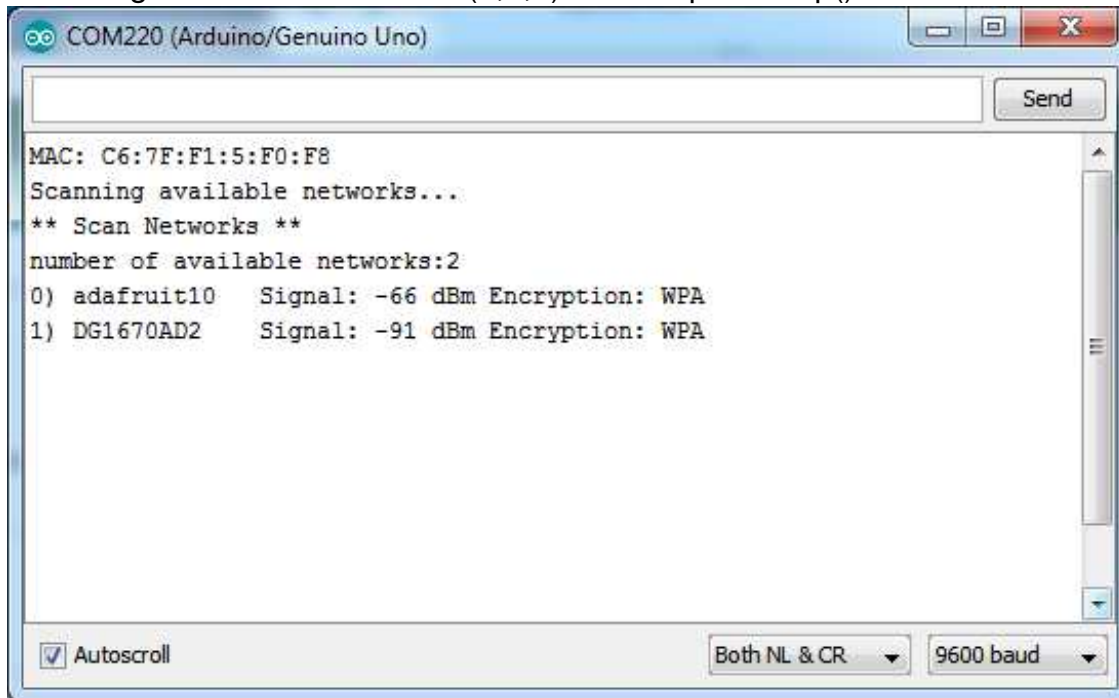 COM220 (Arduino/Genuino Uno)
Send
MAC: C6:7F:F1:5:F0:F8
Scanning available networks...
** Scan Networks **
number of available networks:2
0) adafruit10 Signal: -66 dBm Encryption: WPA
1) DG1670AD2 Signal: -91 dBm Encryption: WPA
Autoscroll Both NL & CR 9600 baud